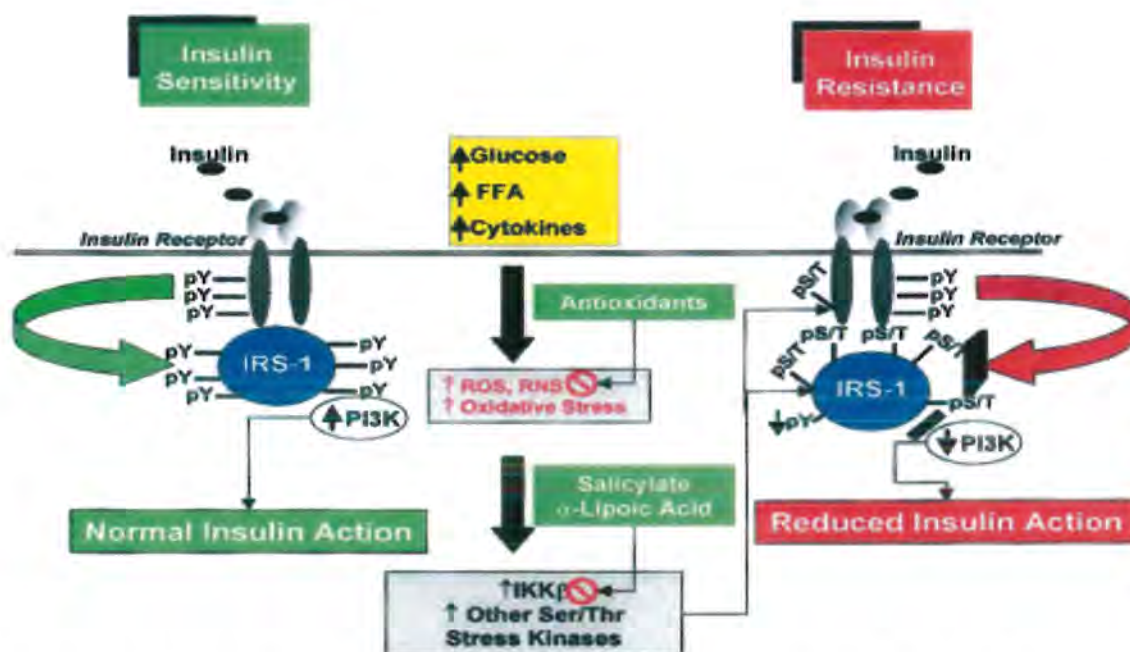 Insulin
Sensitivity
Insulin
Resistance
Insulin
↑Glucose
↑ FFA
↑Cytokines
Insulin
Insulin Receptor
Insulin Receptor
pY
pY
pY
pY
pY
pY
IRS-1
pY
pY
pY
↑PI3K
Normal Insulin Action
Antioxidants
↑ ROS, RNS
↑ Oxidative Stress
Salicylate
α-Lipoic Acid
↑IKKβ
↑ Other Ser/Thr
Stress Kinases
pS/T
pY
pY
pY
pS/T
pS/T
pS/T
pS/T
IRS-1
pS/T
↓pY
↓PI3K
Reduced Insulin Action